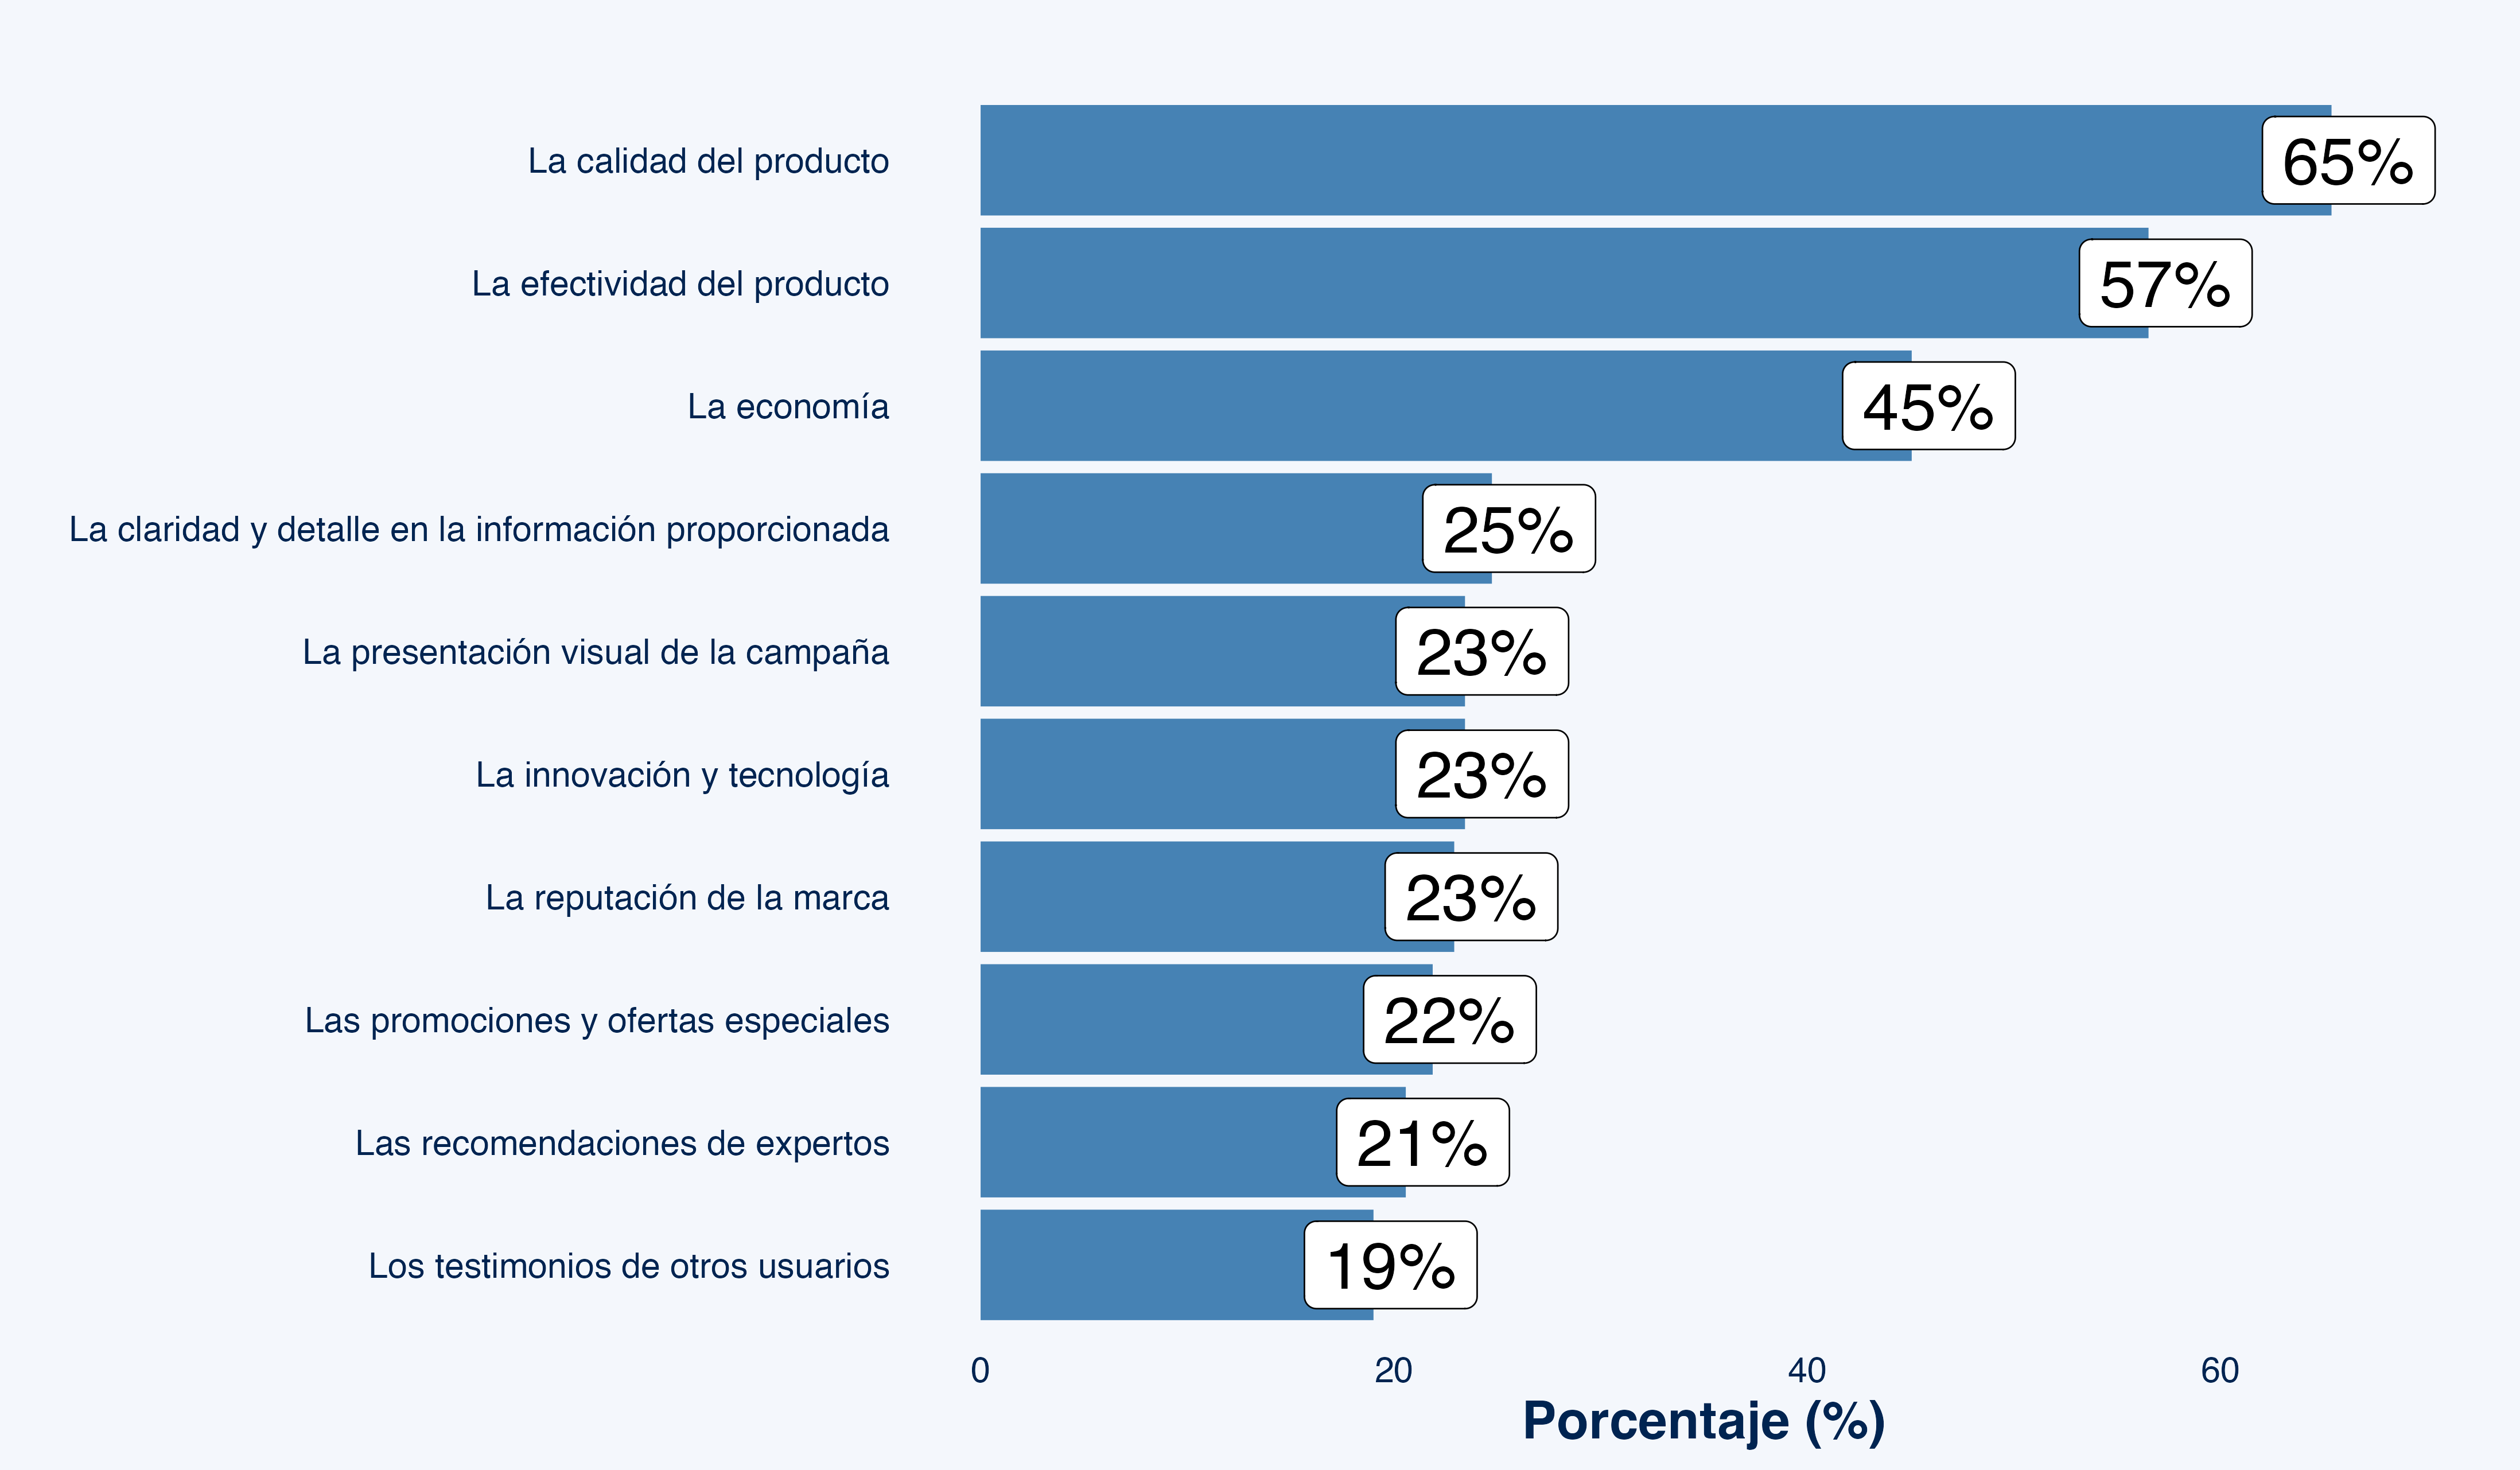 La calidad del producto 65%
La efectividad del producto 57%
La economía 45%
La claridad y detalle en la información proporcionada 25%
La presentación visual de la campaña 23%
La innovación y tecnología 23%
La reputación de la marca 23%
Las promociones y ofertas especiales 22%
Las recomendaciones de expertos 21%
Los testimonios de otros usuarios 19%
0 20 40 60
Porcentaje (%)